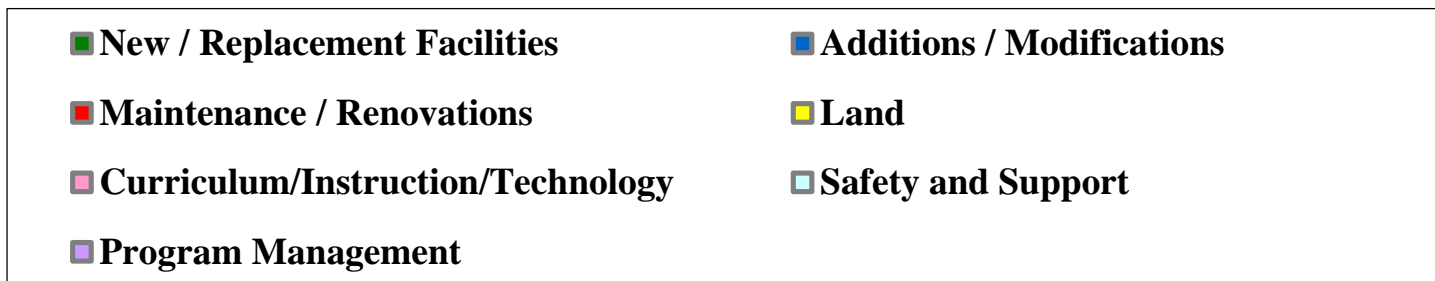 New / Replacement Facilities
Additions / Modifications
Maintenance / Renovations
Land
Curriculum/Instruction/Technology
Safety and Support
Program Management